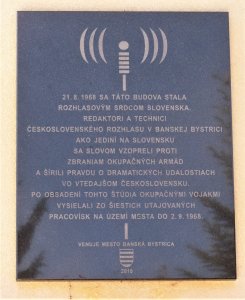 21. 8. 1968 SA TÁTO BUDOVA STALA
ROZHLASOVÝM SRDCOM SLOVENSKA.
REDAKTORI A TECHNICI
ČESKOSLOVENSKÉHO ROZHLASU V BANSKEJ BYSTRICI
AKO JEDINÍ NA SLOVENSKU
SA SLOVOM VZOPRELI PROTI
ZBRANIAM OKUPAČNÝCH ARMÁD
A ŠÍRILI PRAVDU O DRAMATICKÝCH UDALOSTIACH
VO VTEDAJŠOM ČESKOSLOVENSKU.
PO OBSADENÍ TOHTO ŠTÚDIA OKUPAČNÝMI VOJAKMI
VYSIELALI ZO ŠIESTICH UTAJOVANÝCH
PRACOVÍSK NA ÚZEMÍ MESTA DO 2. 9. 1968.
VENUJE MESTO BANSKÁ BYSTRICA
2018